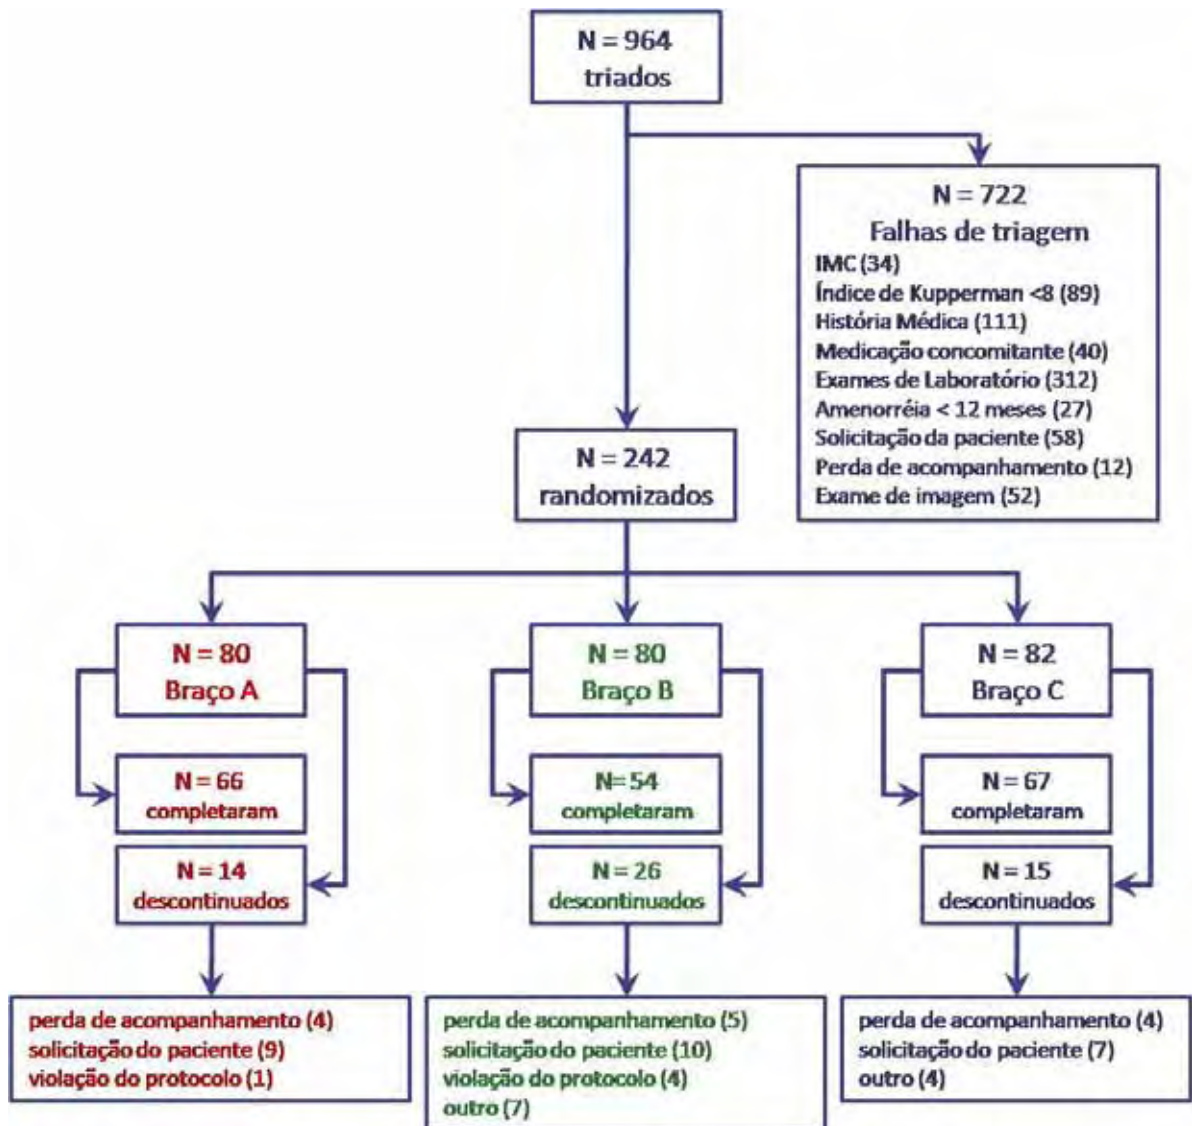 N = 964
triados
N = 722
Falhas de triagem
IMC (34)
Índice de Kupperman <8 (89)
História Médica (111)
Medicação concomitante (40)
Exames de Laboratório (312)
Amenorréia < 12 meses (27)
Solicitação da paciente (58)
Perda de acompanhamento (12)
Exame de imagem (52)
N = 242
randomizados
N = 80
Braço A
N = 80
Braço B
N = 82
Braço C
N = 66
completaram
N= 54
completaram
N = 67
completaram
N = 14
descontinuados
N = 26
descontinuados
N = 15
descontinuados
perda de acompanhamento (4)
solicitação do paciente (9)
violação do protocolo (1)
perda de acompanhamento (5)
solicitação do paciente (10)
violação do protocolo (4)
outro (7)
perda de acompanhamento (4)
solicitação do paciente (7)
outro (4)